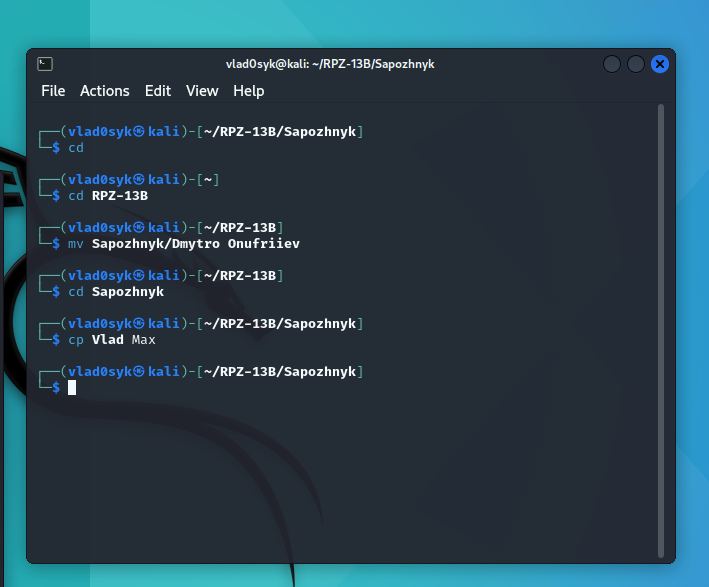 vlad0syk@kali: ~/RPZ-13B/Sapozhnyk
File Actions Edit View Help
┌──(vlad0syk㉿kali)-[~/RPZ-13B/Sapozhnyk]
└─$ cd
┌──(vlad0syk㉿kali)-[~]
└─$ cd RPZ-13B
┌──(vlad0syk㉿kali)-[~/RPZ-13B]
└─$ mv Sapozhnyk/Dmytro Onufriiev
┌──(vlad0syk㉿kali)-[~/RPZ-13B]
└─$ cd Sapozhnyk
┌──(vlad0syk㉿kali)-[~/RPZ-13B/Sapozhnyk]
└─$ cp Vlad Max
┌──(vlad0syk㉿kali)-[~/RPZ-13B/Sapozhnyk]
└─$